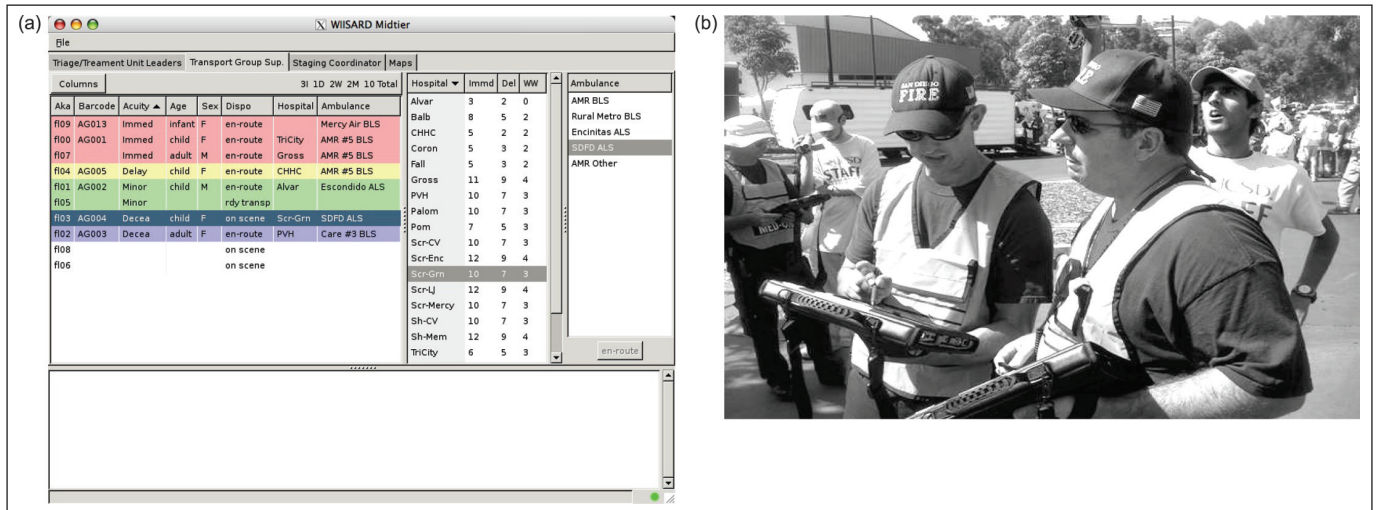 (a)
WIISARD Midtier
File
Triage/Treament Unit Leaders Transport Group Sup. Staging Coordinator Maps
Columns 3I 1D 2W 2M 10 Total
Aka Barcode Acuity Age Sex Dispo Hospital Ambulance
fl09 AG013 Immed infant F en-route Mercy Air BLS
fl00 AG001 Immed child F en-route TriCity AMR #5 BLS
fl07 Immed adult M en-route Gross AMR #5 BLS
fl04 AG005 Delay child F en-route CHHC AMR #5 BLS
fl01 AG002 Minor child M en-route Alvar Escondido ALS
fl05 Minor rdy transp
fl03 AG004 Decea child F on scene Scr-Grn SDFD ALS
fl02 AG003 Decea adult F en-route PVH Care #3 BLS
fl08 on scene
fl06 on scene
Hospital Immd Del WW
Alvar 3 2 0
Balb 8 5 2
CHHC 5 2 2
Coron 5 3 2
Fall 5 3 2
Gross 11 9 4
PVH 10 7 3
Palom 10 7 3
Pom 7 5 3
Scr-CV 10 7 3
Scr-Enc 12 9 4
Scr-Grn 10 7 3
Scr-LJ 12 9 4
Scr-Mercy 10 7 3
Sh-CV 10 7 3
Sh-Mem 12 9 4
TriCity 6 5 3
Ambulance
AMR BLS
Rural Metro BLS
Encinitas ALS
SDFD ALS
AMR Other
en-route
(b)
SAN DIEGO
FIRE
STAFF
UCSD